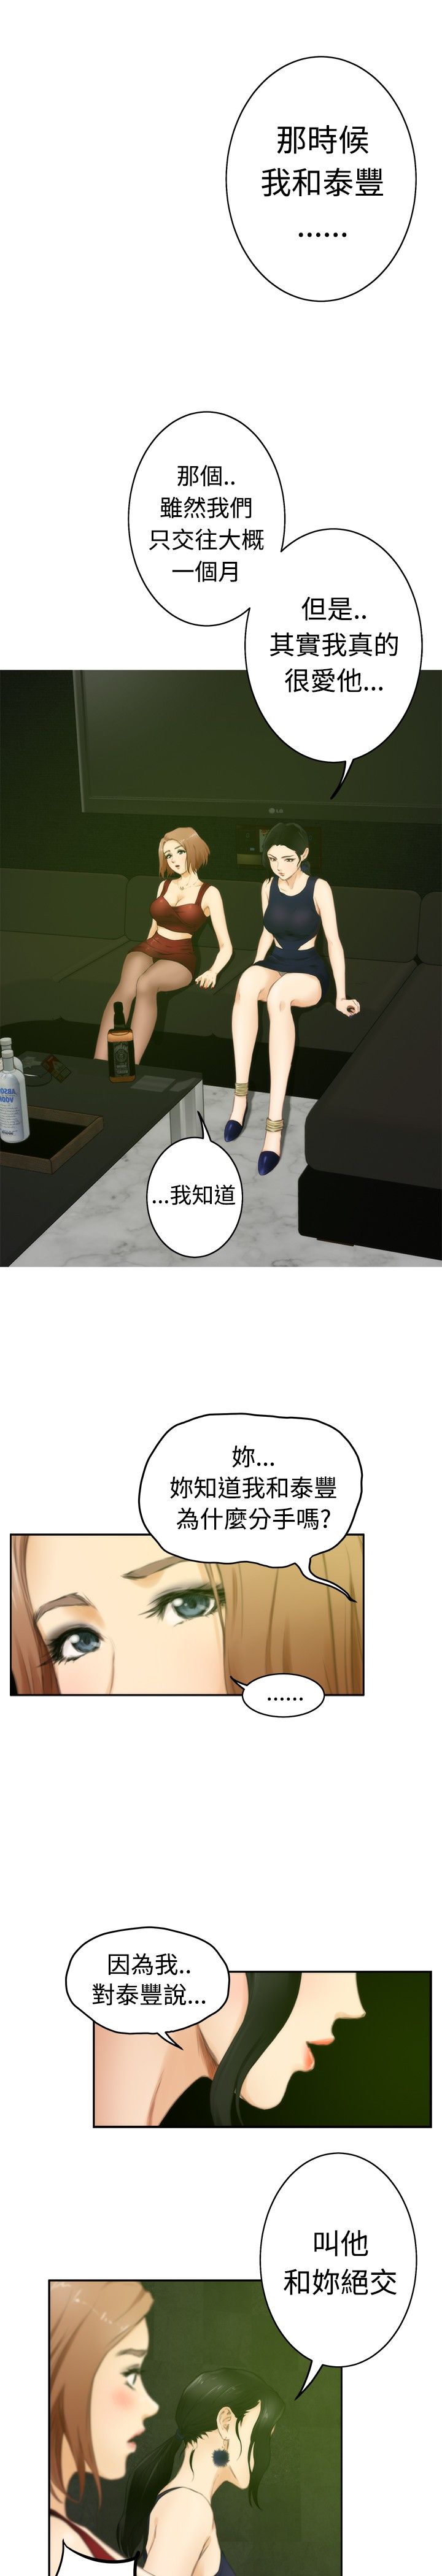 那時候
我和泰豐
......
那個..
雖然我們
只交往大概
一個月
但是..
其實我真的
很愛他...
LG
ABSO
VODK
...我知道
妳...
妳知道我和泰豐
為什麼分手嗎?
......
因為我..
對泰豐說...
叫他
和妳絕交